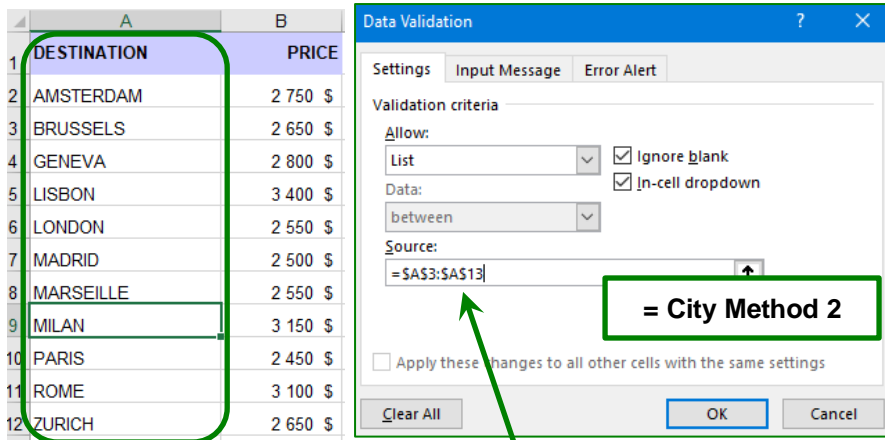 A B
1 DESTINATION PRICE
2 AMSTERDAM 2 750 $
3 BRUSSELS 2 650 $
4 GENEVA 2 800 $
5 LISBON 3 400 $
6 LONDON 2 550 $
7 MADRID 2 500 $
8 MARSEILLE 2 550 $
9 MILAN 3 150 $
10 PARIS 2 450 $
11 ROME 3 100 $
12 ZURICH 2 650 $
Data Validation ? ×
Settings Input Message Error Alert
Validation criteria
Allow:
List Ignore blank
In-cell dropdown
Data:
between
Source:
=$A$3:$A$13
= City Method 2
Apply these changes to all other cells with the same settings
Clear All OK Cancel